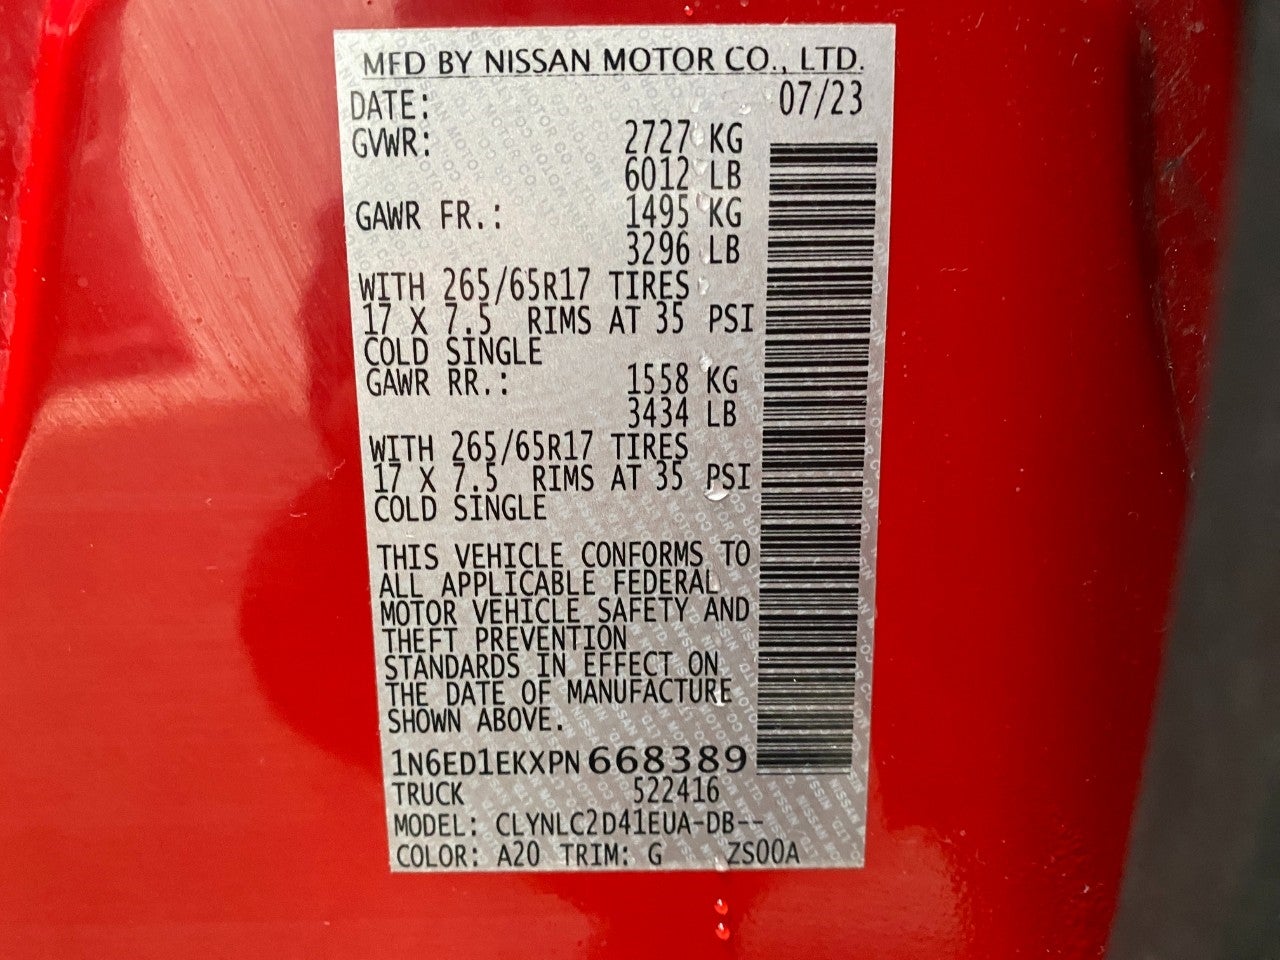 MFD BY NISSAN MOTOR CO., LTD.
DATE: 07/23
GVWR: 2727 KG
6012 LB
GAWR FR.: 1495 KG
3296 LB
WITH 265/65R17 TIRES
17 X 7.5 RIMS AT 35 PSI
COLD SINGLE
GAWR RR.: 1558 KG
3434 LB
WITH 265/65R17 TIRES
17 X 7.5 RIMS AT 35 PSI
COLD SINGLE
THIS VEHICLE CONFORMS TO
ALL APPLICABLE FEDERAL
MOTOR VEHICLE SAFETY AND
THEFT PREVENTION
STANDARDS IN EFFECT ON
THE DATE OF MANUFACTURE
SHOWN ABOVE.
1N6ED1EKXPN668389
TRUCK 522416
MODEL: CLYNLC2D41EUA-DB--
COLOR: A20 TRIM: G ZS00A